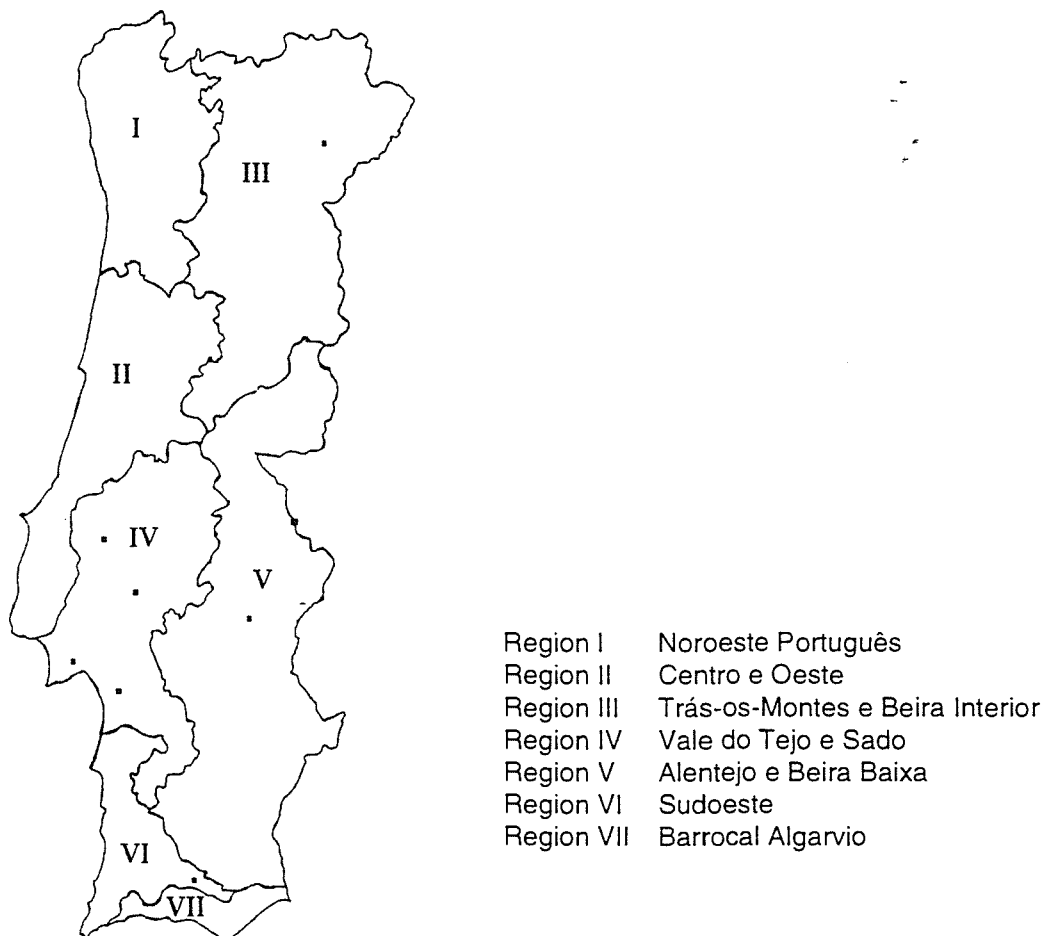 I
III
II
IV
V
Region I Noroeste Português
Region II Centro e Oeste
Region III Trás-os-Montes e Beira Interior
Region IV Vale do Tejo e Sado
Region V Alentejo e Beira Baixa
Region VI Sudoeste
Region VII Barrocal Algarvio
VI
VII